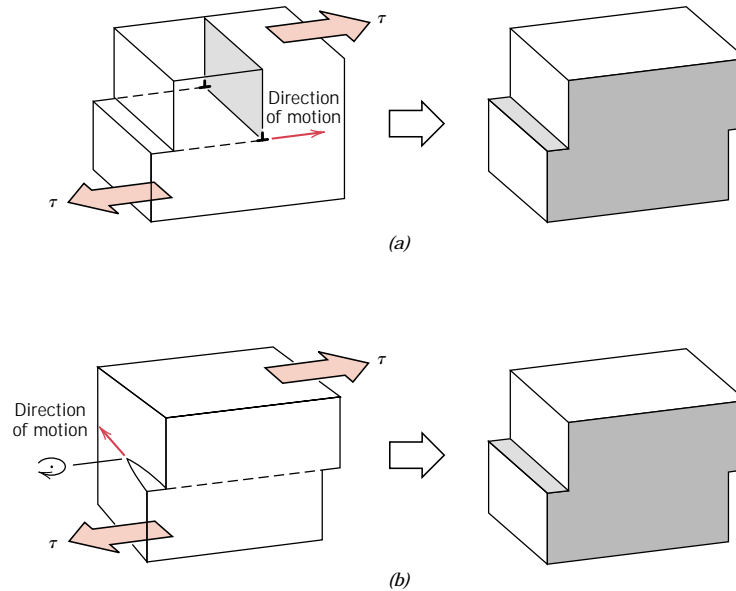 τ
Direction
of motion
τ
(a)
τ
Direction
of motion
τ
(b)